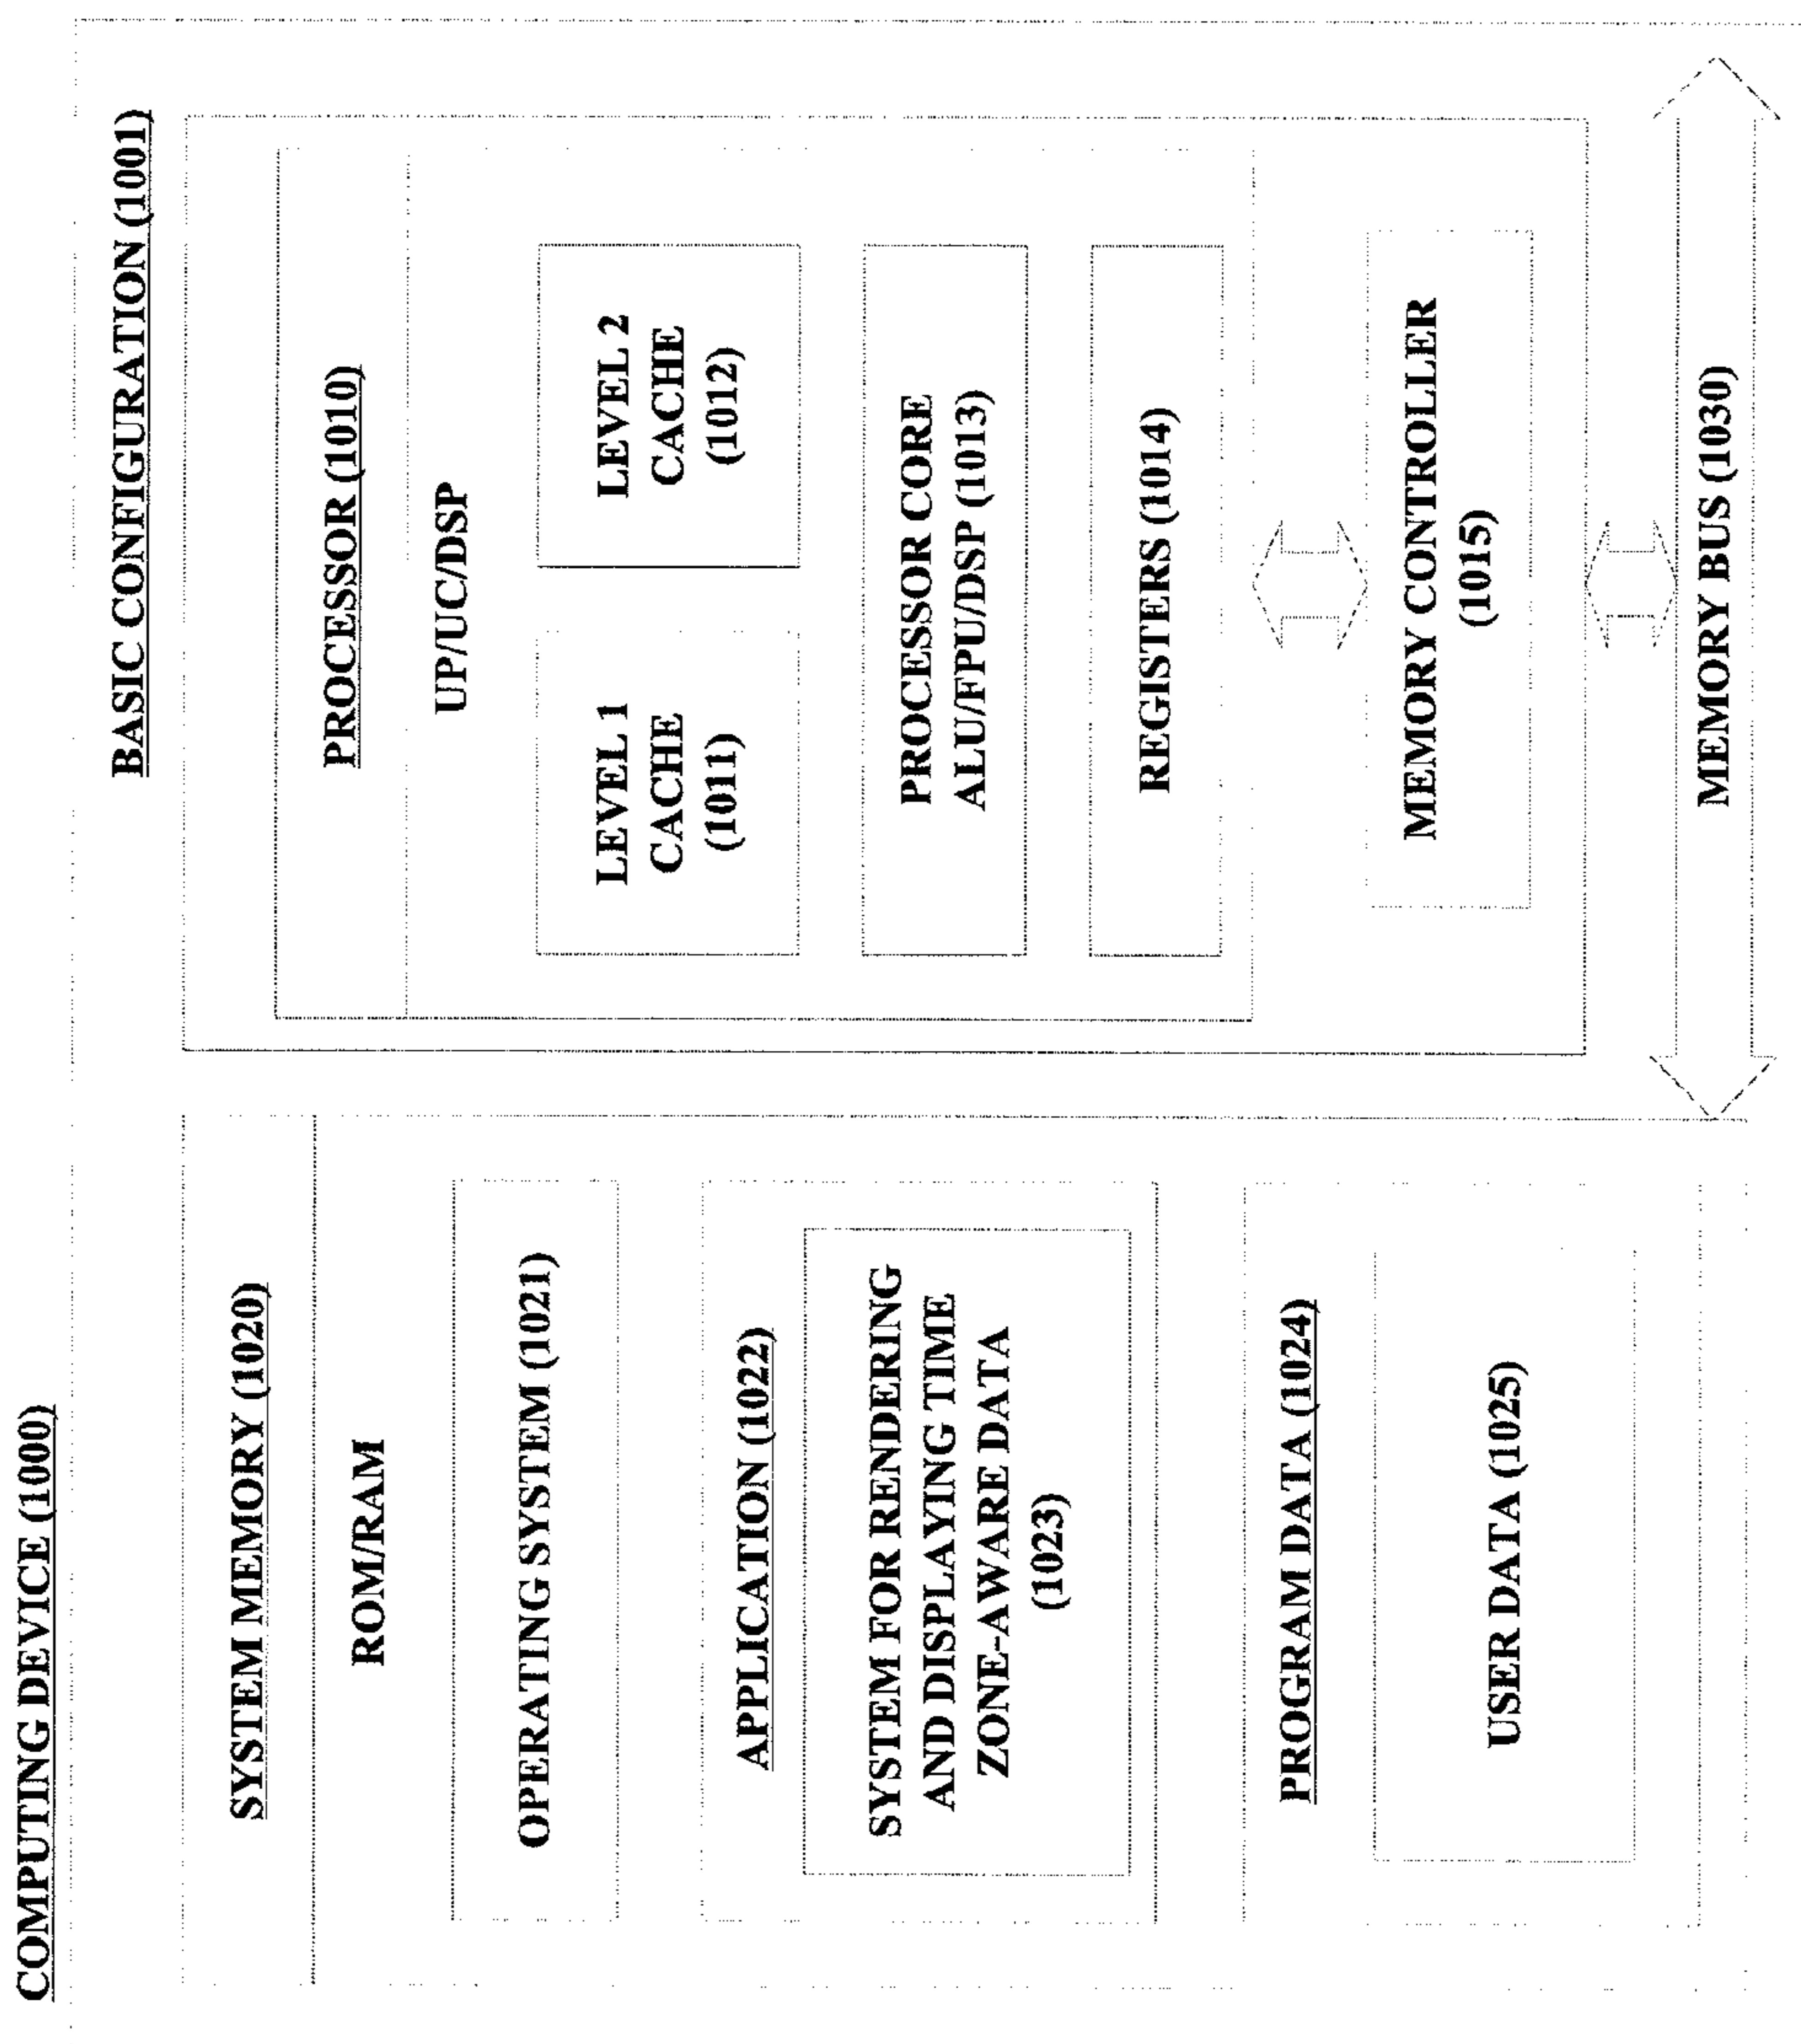 COMPUTING DEVICE (1000)
BASIC CONFIGURATION (1001)
SYSTEM MEMORY (1020)
ROM/RAM
OPERATING SYSTEM (1021)
APPLICATION (1022)
SYSTEM FOR RENDERING
AND DISPLAYING TIME
ZONE-AWARE DATA
(1023)
PROGRAM DATA (1024)
USER DATA (1025)
PROCESSOR (1010)
UP/UC/DSP
LEVEL 1
CACHE
(1011)
LEVEL 2
CACHE
(1012)
PROCESSOR CORE
ALU/FPU/DSP (1013)
REGISTERS (1014)
MEMORY CONTROLLER
(1015)
MEMORY BUS (1030)